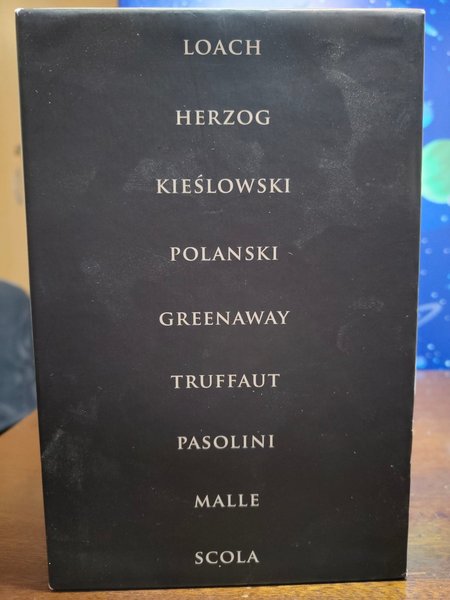 LOACH
HERZOG
KIEŚLOWSKI
POLANSKI
GREENAWAY
TRUFFAUT
PASOLINI
MALLE
SCOLA